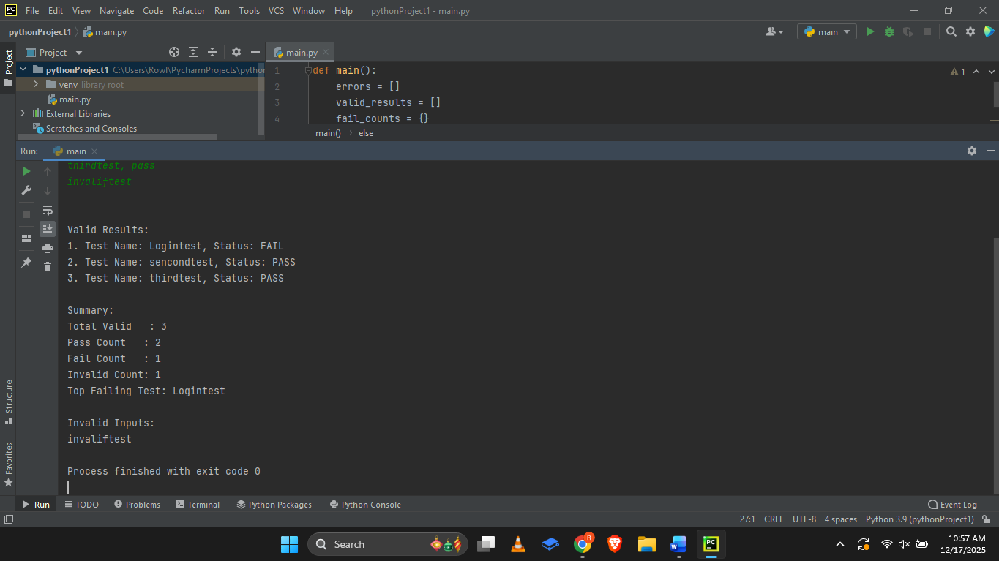 PC File Edit View Navigate Code Refactor Run Tools VCS Window Help pythonProject1 - main.py
pythonProject1 main.py main
Project
Project main.py
pythonProject1 C:\Users\Rowl\PycharmProjects\python
venv library root
main.py
External Libraries
Scratches and Consoles
1 def main():
2 errors = []
3 valid_results = []
4 fail_counts = {}
1
main() else
Run: main
thirdtest, pass
invaliftest
Valid Results:
1. Test Name: Logintest, Status: FAIL
2. Test Name: sencondtest, Status: PASS
3. Test Name: thirdtest, Status: PASS
Summary:
Total Valid : 3
Pass Count : 2
Fail Count : 1
Invalid Count: 1
Top Failing Test: Logintest
Invalid Inputs:
invaliftest
Process finished with exit code 0
Structure
Favorites
Run TODO Problems Terminal Python Packages Python Console Event Log
27:1 CRLF UTF-8 4 spaces Python 3.9 (pythonProject1)
Search R W PC
10:57 AM
12/17/2025